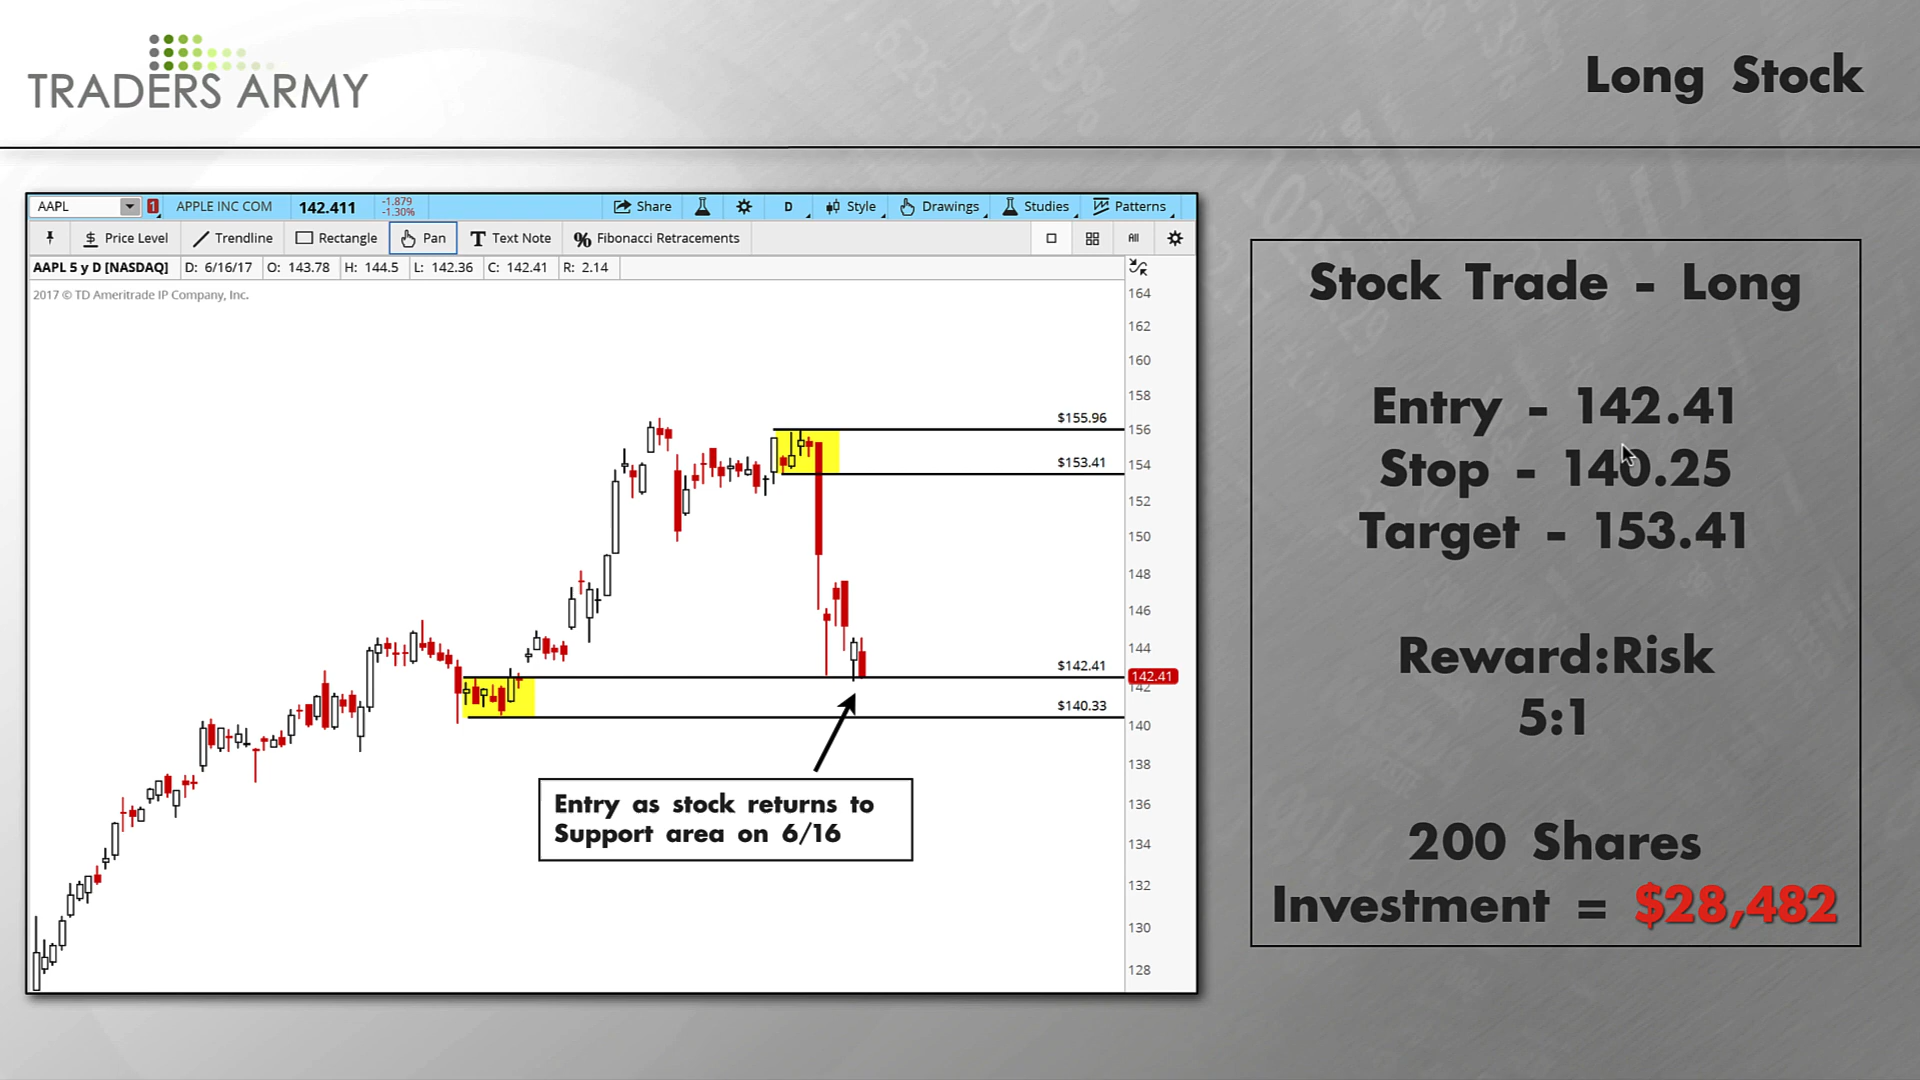 TRADERS ARMY
Long Stock
AAPL 1 APPLE INC COM 142.411 -1.879 -1.30% Share D Style Drawings Studies Patterns
$ Price Level Trendline Rectangle Pan T Text Note % Fibonacci Retracements All
AAPL 5 y D [NASDAQ] D: 6/16/17 O: 143.78 H: 144.5 L: 142.36 C: 142.41 R: 2.14
2017 © TD Ameritrade IP Company, Inc.
164
162
160
158
$155.96
156
$153.41
154
152
150
148
146
144
$142.41
142.41
142
$140.33
140
138
136
134
132
130
128
Entry as stock returns to
Support area on 6/16
Stock Trade - Long
Entry - 142.41
Stop - 140.25
Target - 153.41
Reward:Risk
5:1
200 Shares
Investment = $28,482